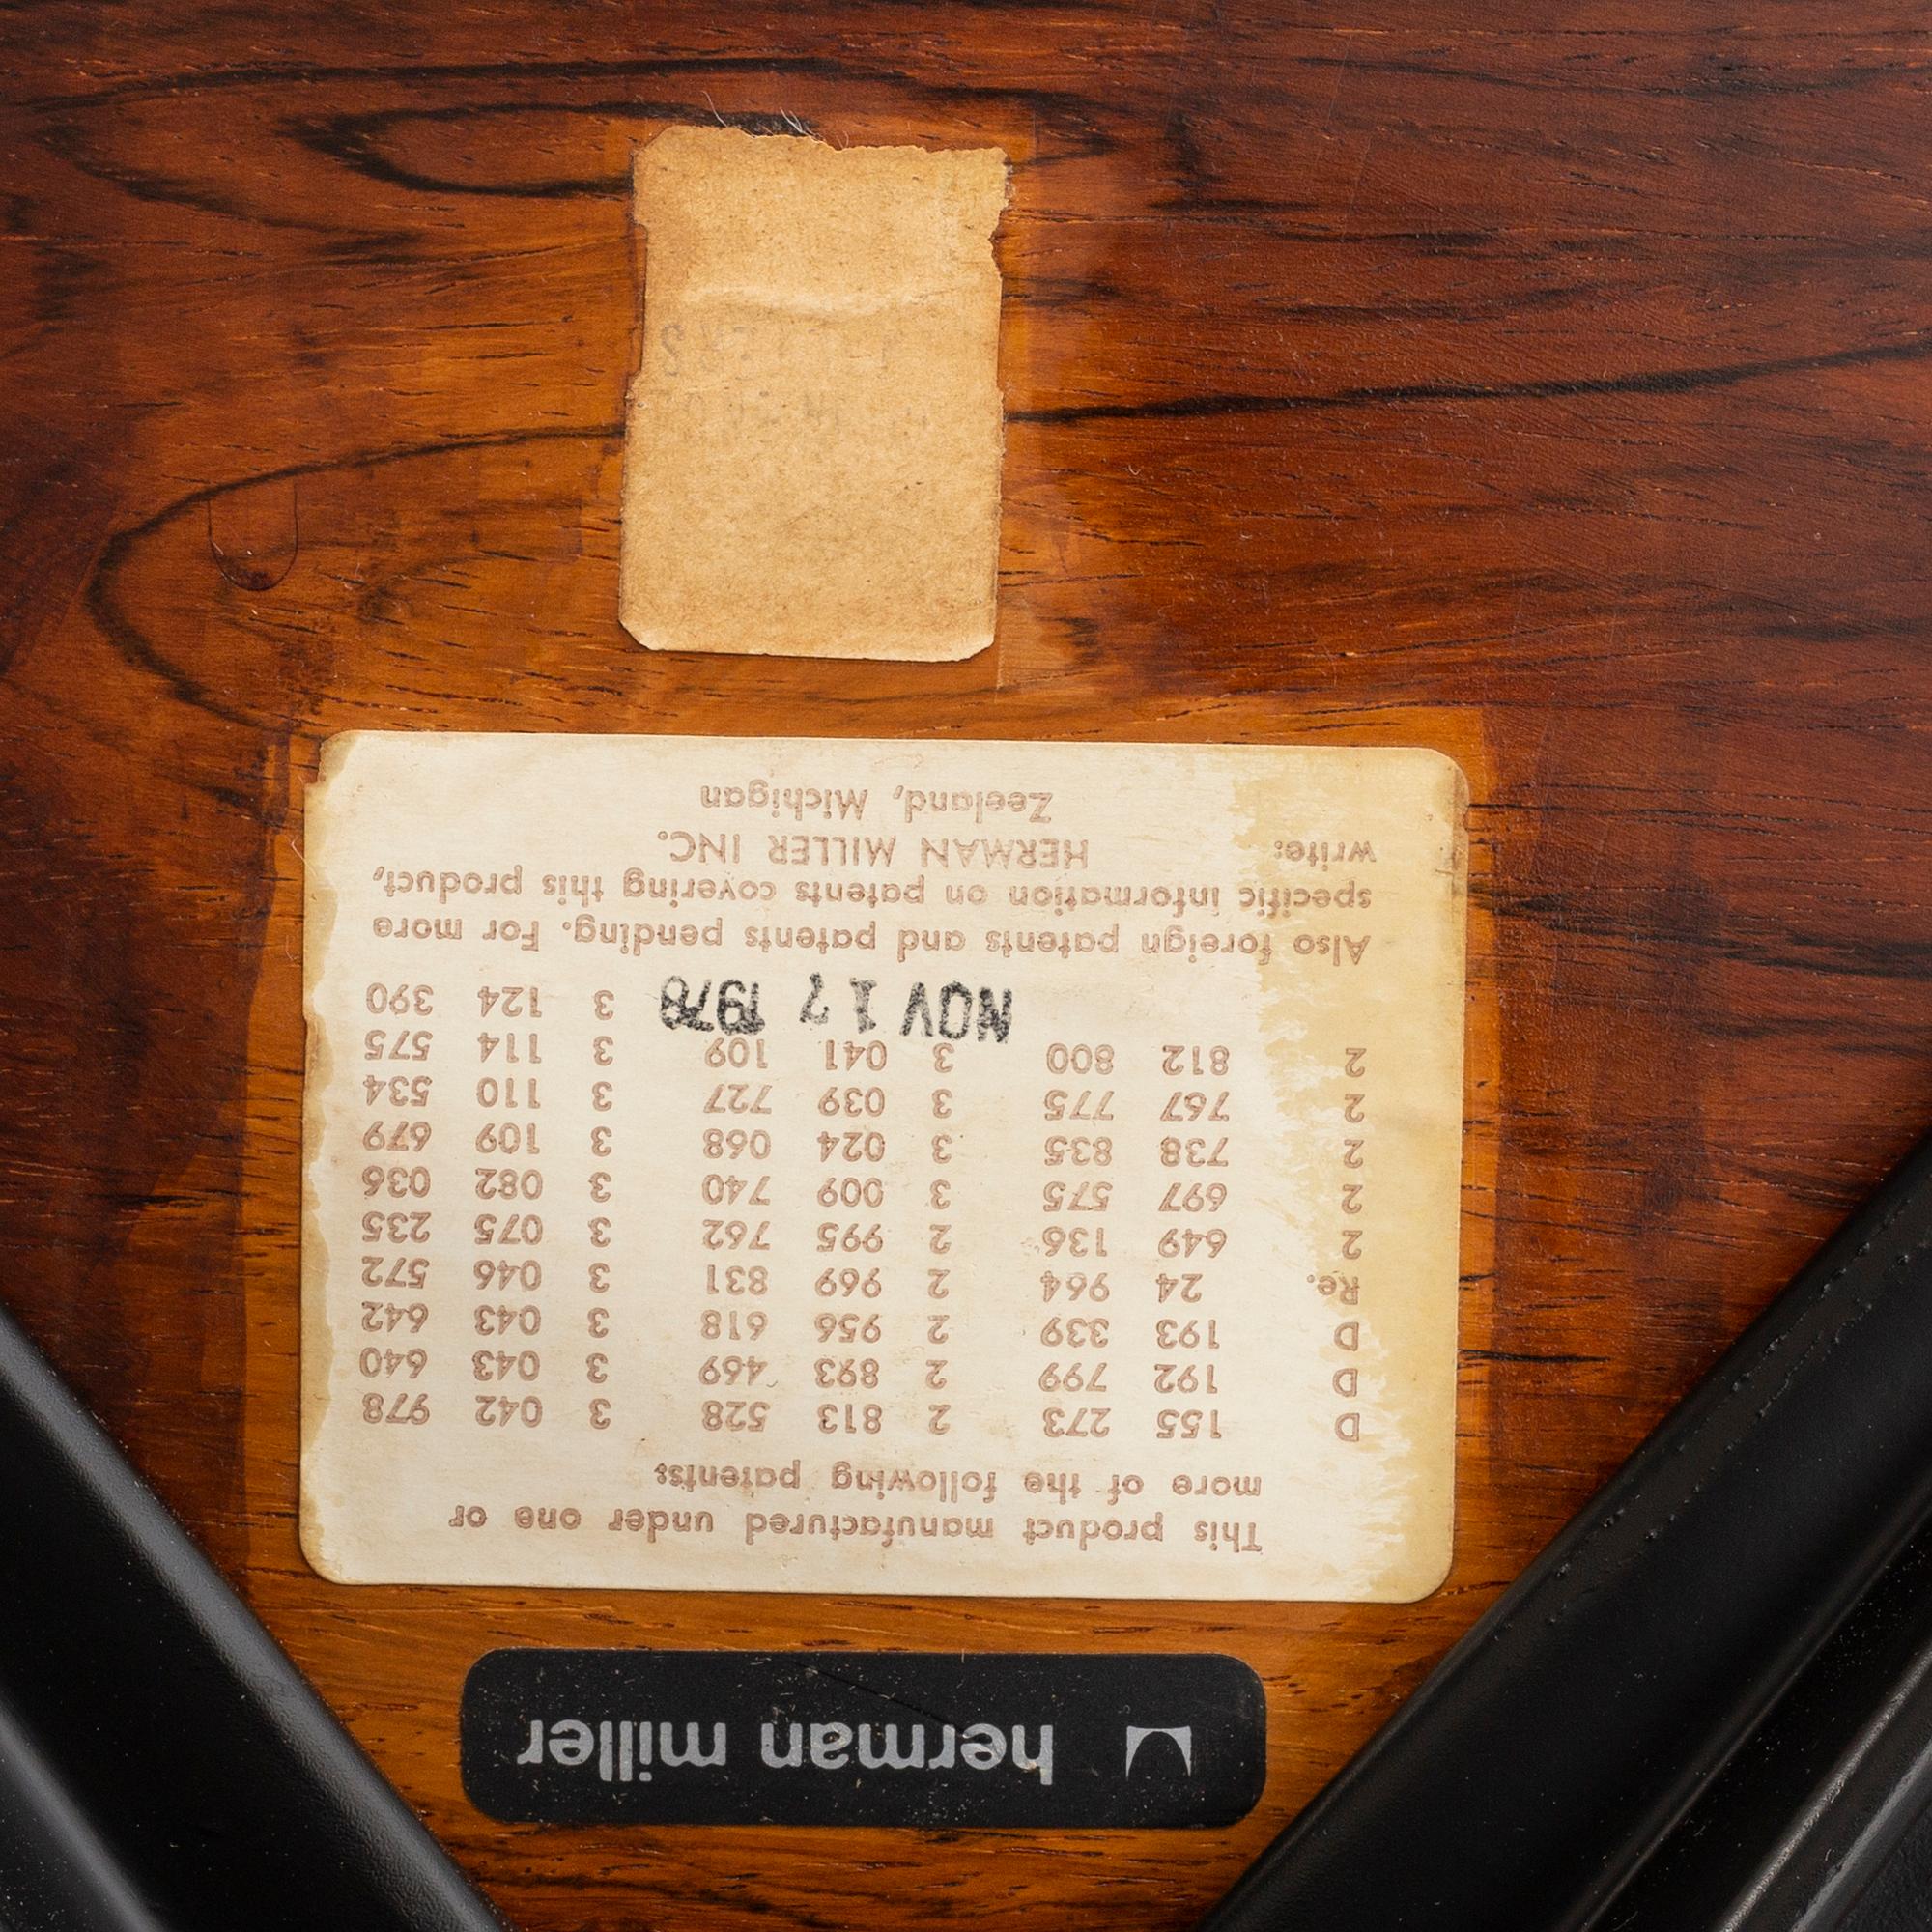 herman miller
This product manufactured under one or
more of the following patents:
D 155 273 2 813 528 3 042 978
D 192 799 2 893 469 3 043 640
D 193 339 2 956 618 3 043 642
Re. 24 964 2 969 831 3 046 572
2 649 136 2 995 762 3 075 235
2 697 575 3 009 740 3 082 036
2 738 835 3 024 068 3 109 679
2 767 775 3 039 727 3 110 534
2 812 800 3 041 109 3 114 575
NOV 17 1978 3 124 390
Also foreign patents and patents pending. For more
specific information on patents covering this product,
write: HERMAN MILLER INC.
Zeeland, Michigan